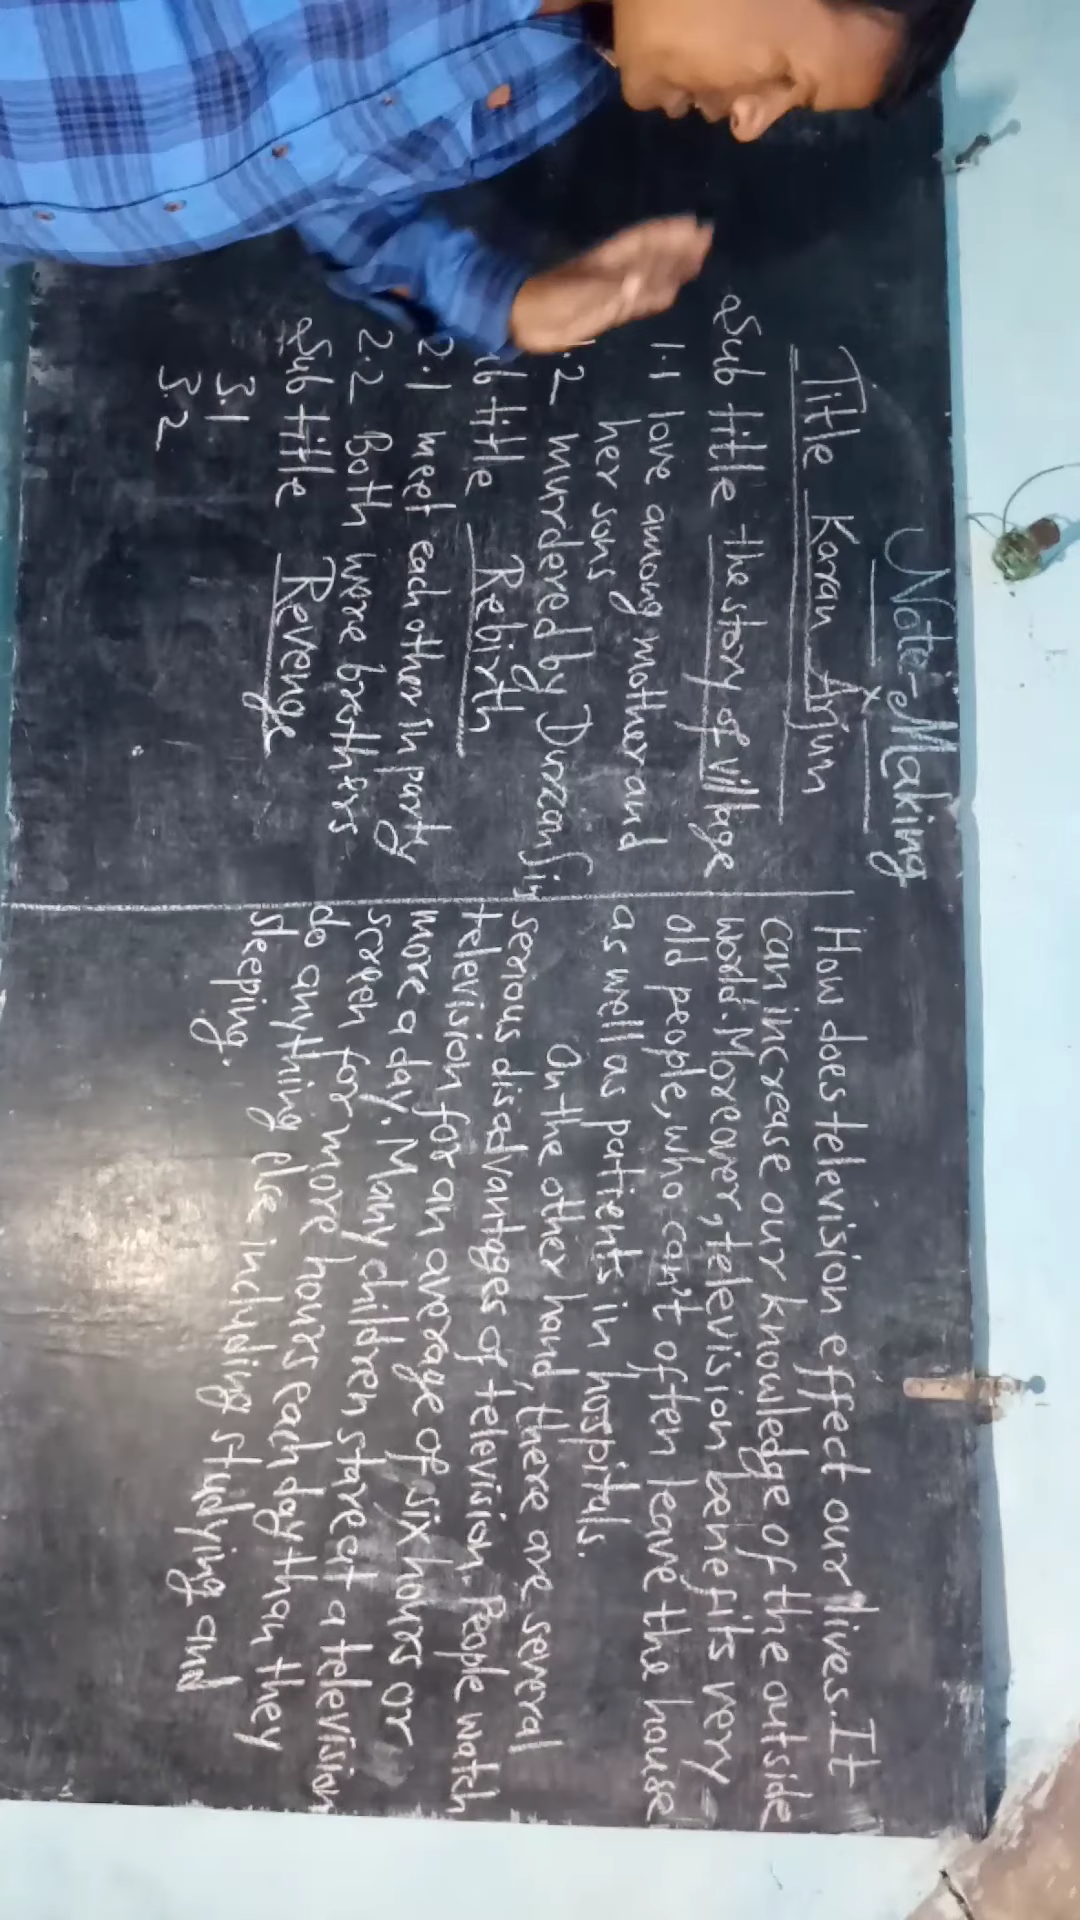 Note-Making
Title Karan Arjun
Sub title the story of village
1.1 love among mother and
her sons
1.2 murdered by Durzan
ub title Rebirth
2.1 meet each other in party
2.2 Both were brothers
Sub title Revenge
3.1
3.2
How does television effect our lives. It
can increase our knowledge of the outside
world. Moreover, television benefits very
old people, who can't often leave the house
as well as patients in hospitals.
On the other hand, there are several
serious disadvantages of television. People watch
television for an average of six hours or
more a day. Many children stare at a television
screen for more hours each day than they
do anything else including studying and
sleeping.